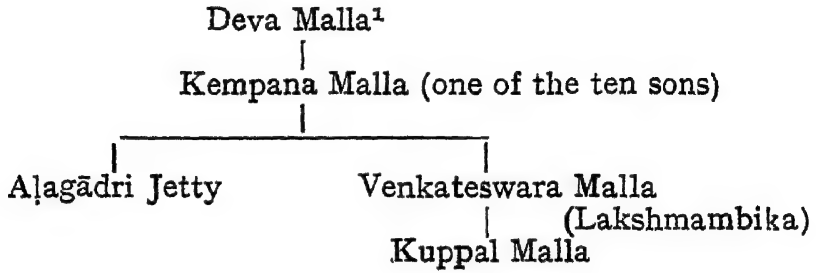 Deva Malla¹
Kempana Malla (one of the ten sons)
Aḷagādri Jetty Venkateswara Malla
(Lakshmambika)
Kuppal Malla